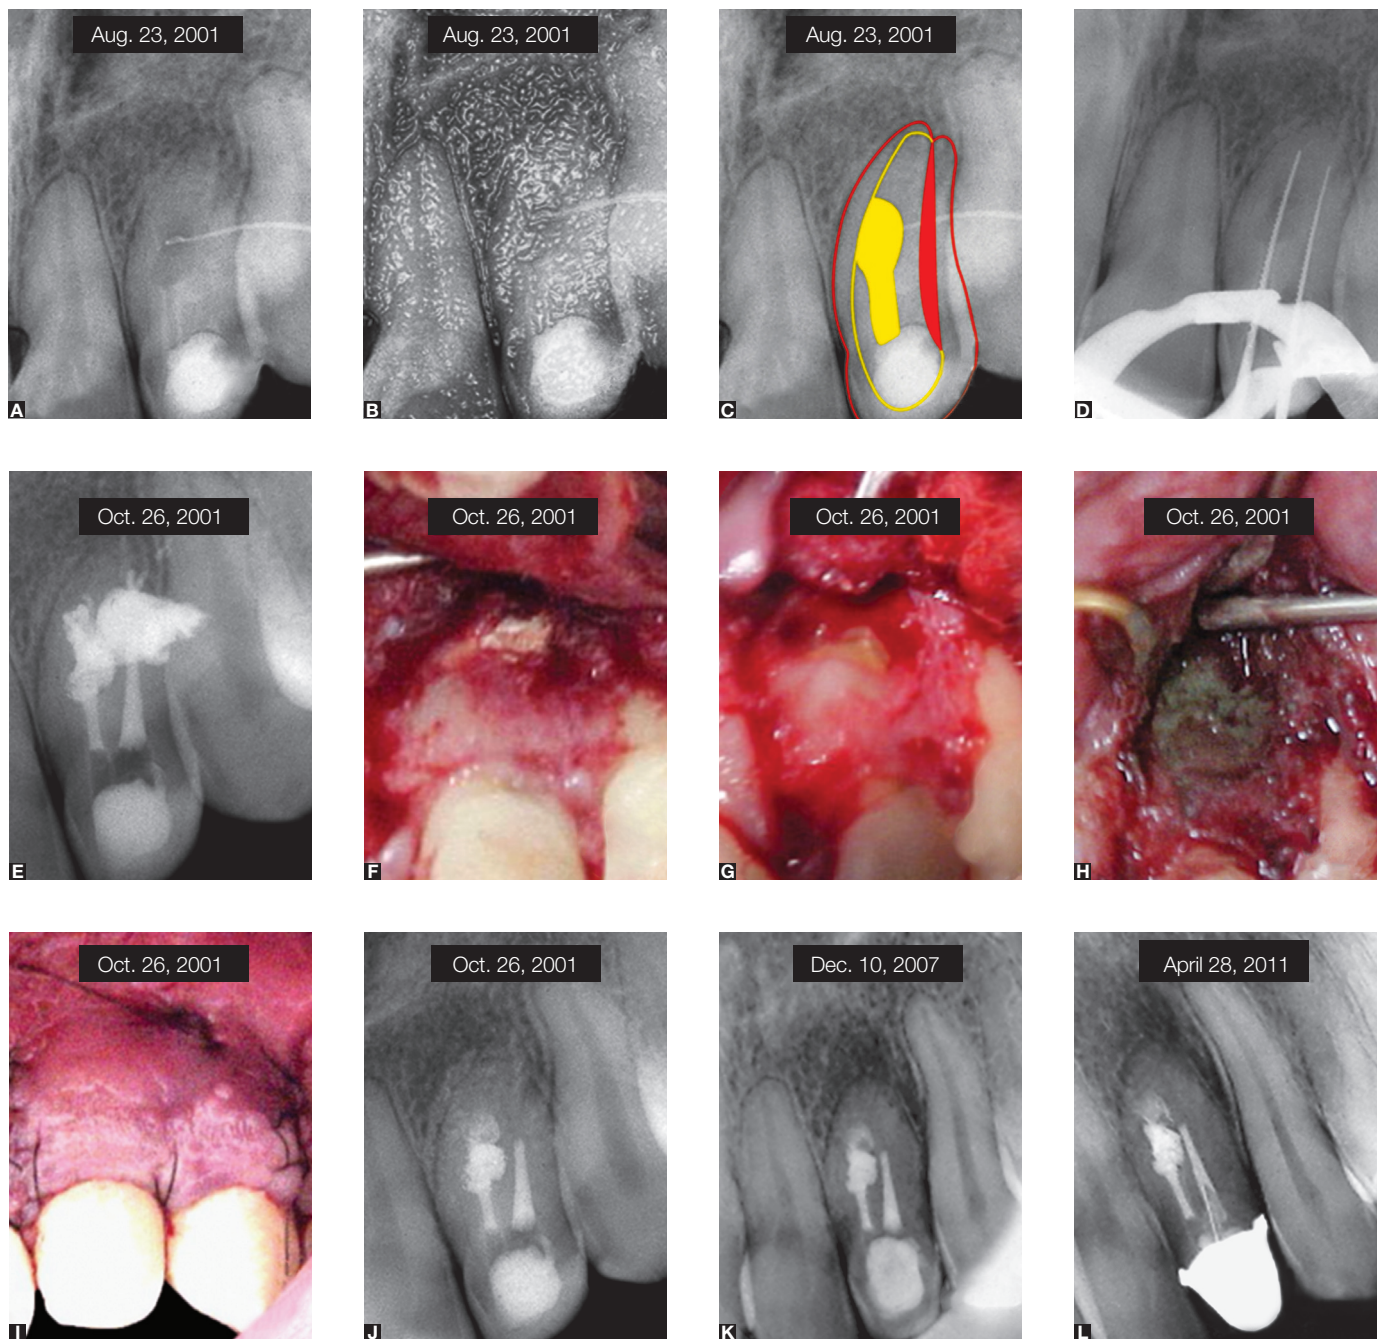 Aug. 23, 2001
A
Aug. 23, 2001
B
Aug. 23, 2001
C
D
Oct. 26, 2001
E
Oct. 26, 2001
F
Oct. 26, 2001
G
Oct. 26, 2001
H
Oct. 26, 2001
I
Oct. 26, 2001
J
Dec. 10, 2007
K
April 28, 2011
L